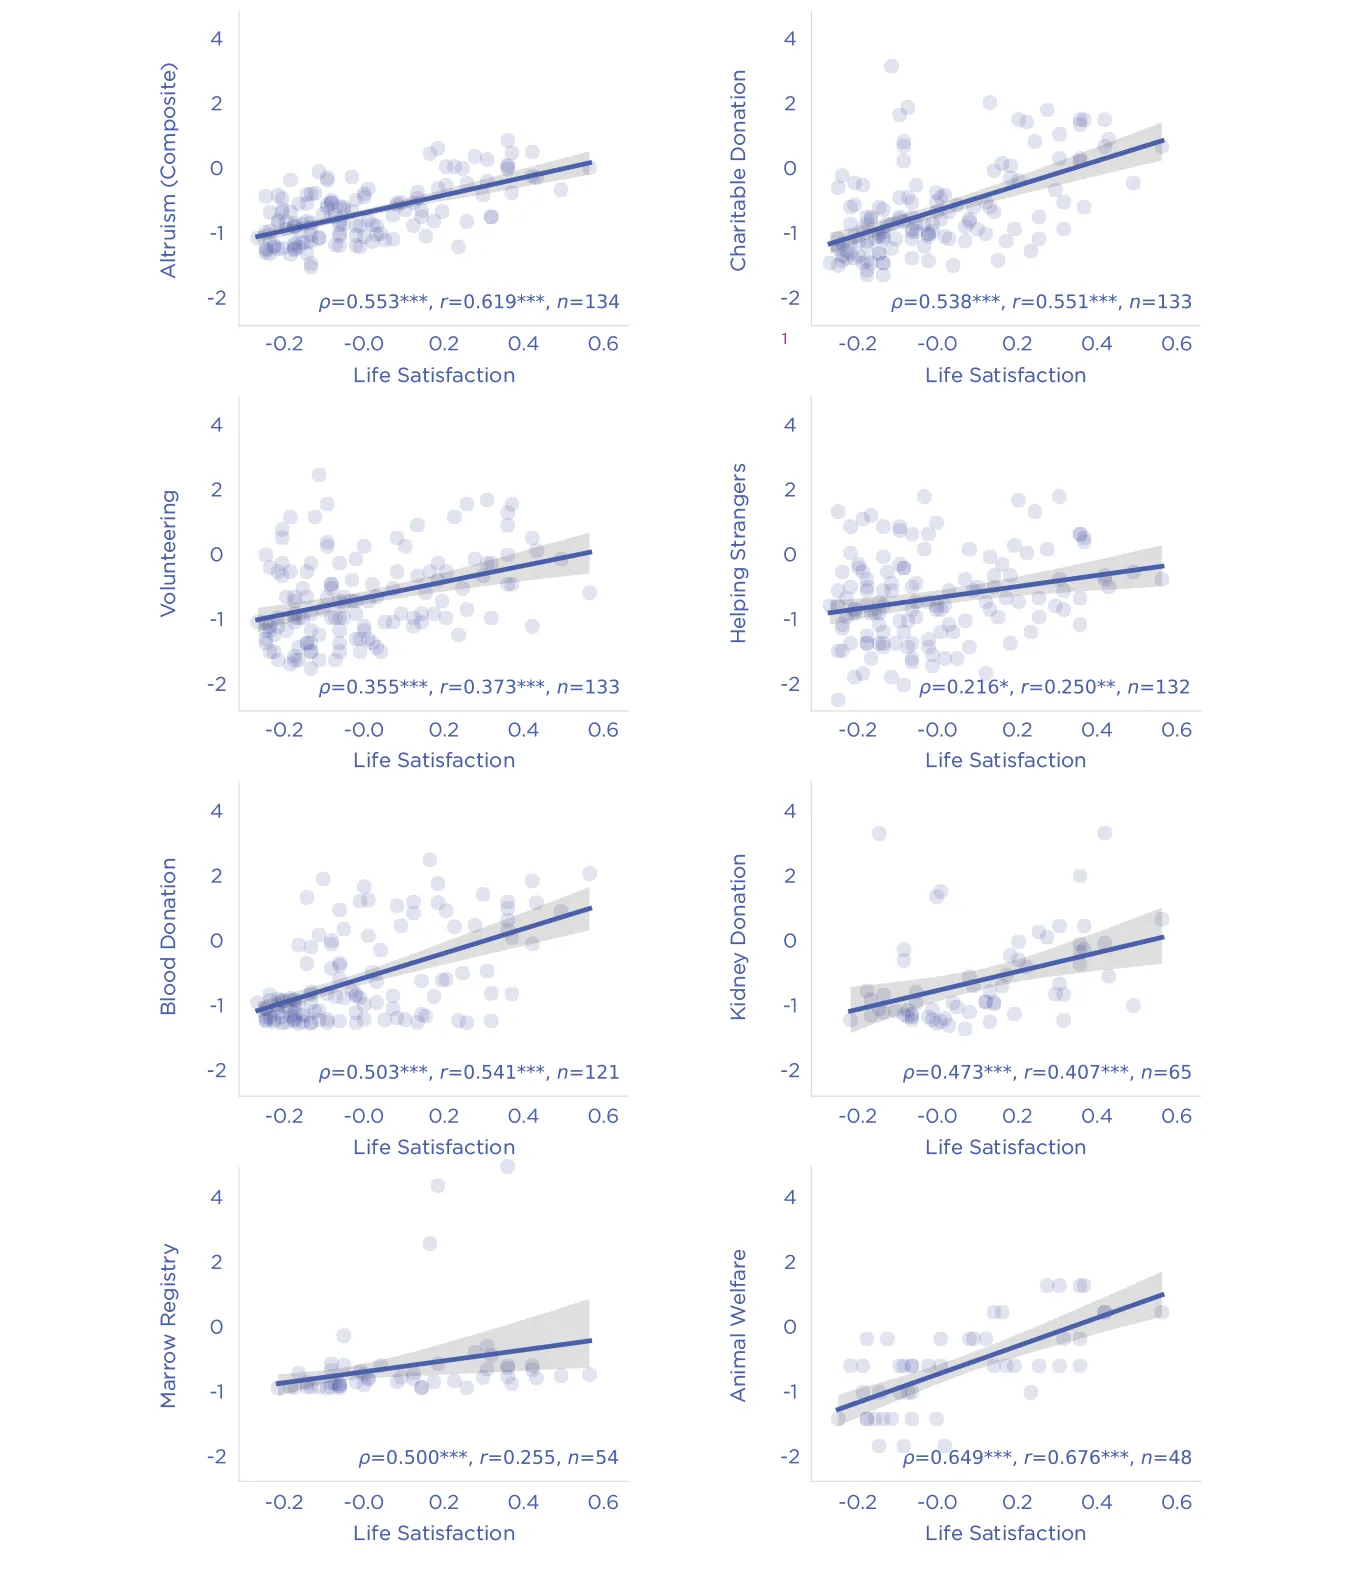 4
2
0
-1
-2
Altruism (Composite)
ρ=0.553***, r=0.619***, n=134
-0.2 -0.0 0.2 0.4 0.6
Life Satisfaction
4
2
0
-1
-2
Charitable Donation
ρ=0.538***, r=0.551***, n=133
1
-0.2 -0.0 0.2 0.4 0.6
Life Satisfaction
4
2
0
-1
-2
Volunteering
ρ=0.355***, r=0.373***, n=133
-0.2 -0.0 0.2 0.4 0.6
Life Satisfaction
4
2
0
-1
-2
Helping Strangers
ρ=0.216*, r=0.250**, n=132
-0.2 -0.0 0.2 0.4 0.6
Life Satisfaction
4
2
0
-1
-2
Blood Donation
ρ=0.503***, r=0.541***, n=121
-0.2 -0.0 0.2 0.4 0.6
Life Satisfaction
4
2
0
-1
-2
Kidney Donation
ρ=0.473***, r=0.407***, n=65
-0.2 -0.0 0.2 0.4 0.6
Life Satisfaction
4
2
0
-1
-2
Marrow Registry
ρ=0.500***, r=0.255, n=54
-0.2 -0.0 0.2 0.4 0.6
Life Satisfaction
4
2
0
-1
-2
Animal Welfare
ρ=0.649***, r=0.676***, n=48
-0.2 -0.0 0.2 0.4 0.6
Life Satisfaction